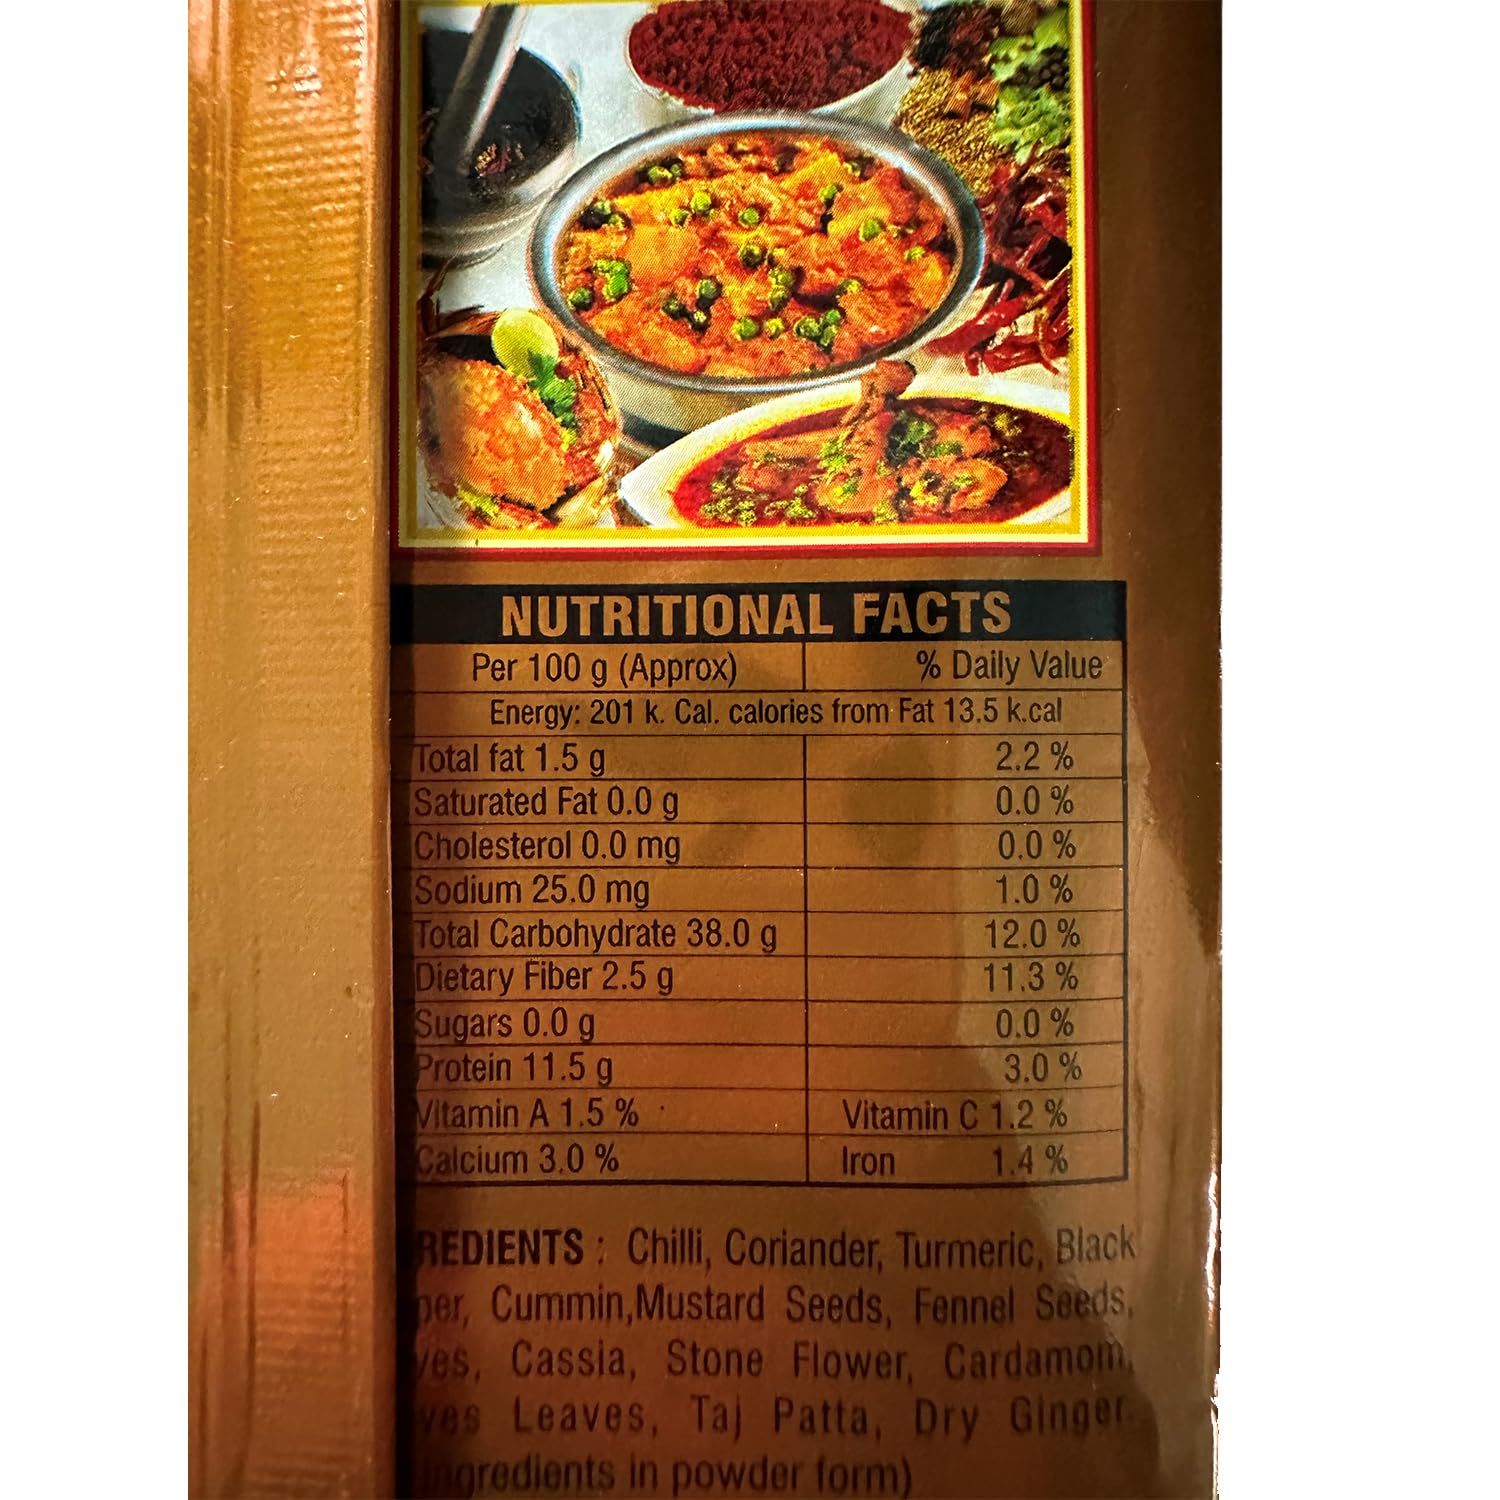 NUTRITIONAL FACTS
Per 100 g (Approx) % Daily Value
Energy: 201 k. Cal. calories from Fat 13.5 k.cal
Total fat 1.5 g 2.2 %
Saturated Fat 0.0 g 0.0 %
Cholesterol 0.0 mg 0.0 %
Sodium 25.0 mg 1.0 %
Total Carbohydrate 38.0 g 12.0 %
Dietary Fiber 2.5 g 11.3 %
Sugars 0.0 g 0.0 %
Protein 11.5 g 3.0 %
Vitamin A 1.5 % Vitamin C 1.2 %
Calcium 3.0 % Iron 1.4 %
REDIENTS : Chilli, Coriander, Turmeric, Black
per, Cummin,Mustard Seeds, Fennel Seeds,
ves, Cassia, Stone Flower, Cardamom,
ves Leaves, Taj Patta, Dry Ginger
ingredients in powder form)